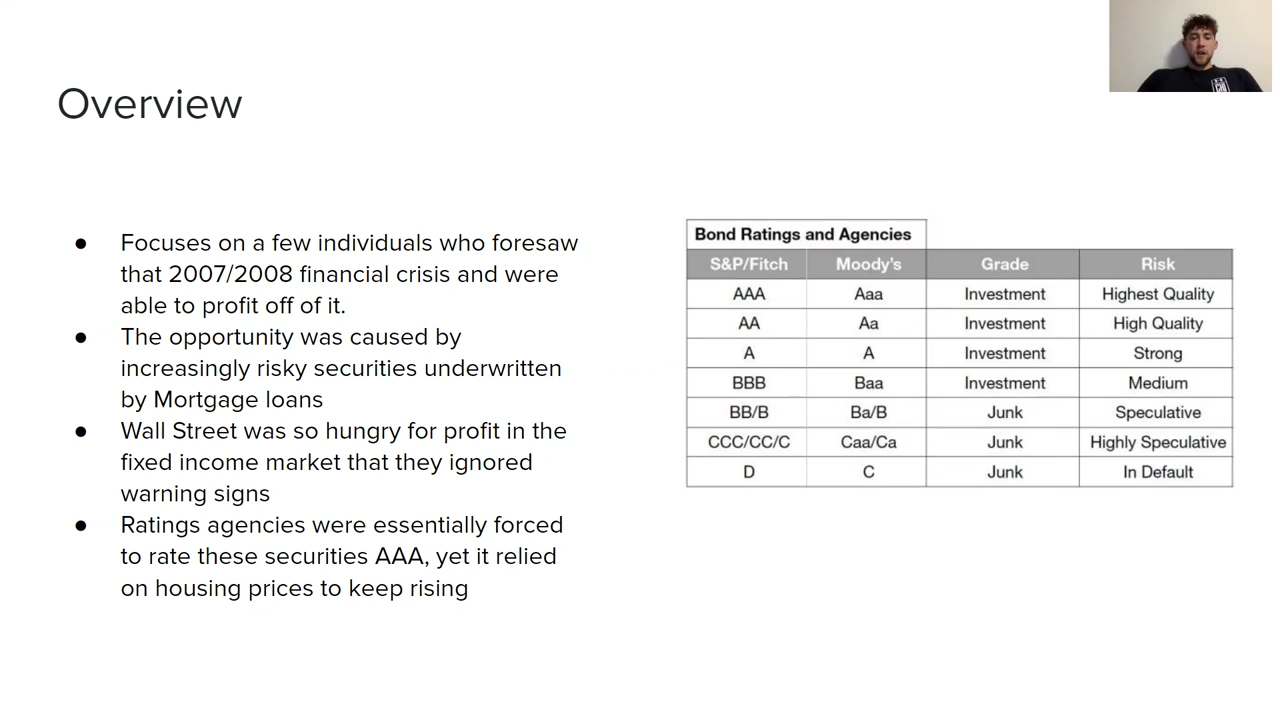 Overview
● Focuses on a few individuals who foresaw
that 2007/2008 financial crisis and were
able to profit off of it.
● The opportunity was caused by
increasingly risky securities underwritten
by Mortgage loans
● Wall Street was so hungry for profit in the
fixed income market that they ignored
warning signs
● Ratings agencies were essentially forced
to rate these securities AAA, yet it relied
on housing prices to keep rising
Bond Ratings and Agencies
S&P/Fitch Moody's Grade Risk
AAA Aaa Investment Highest Quality
AA Aa Investment High Quality
A A Investment Strong
BBB Baa Investment Medium
BB/B Ba/B Junk Speculative
CCC/CC/C Caa/Ca Junk Highly Speculative
D C Junk In Default